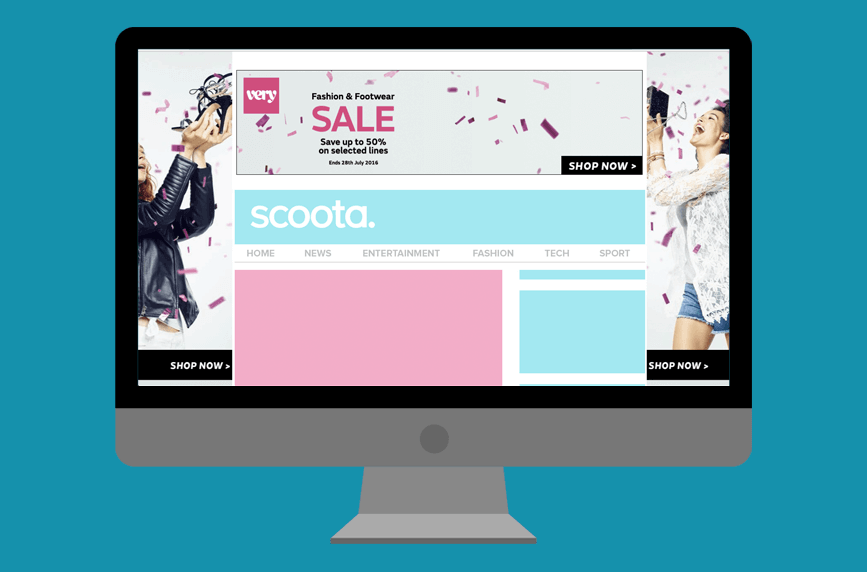 very
Fashion & Footwear
SALE
Save up to 50%
on selected lines
Ends 28th July 2016
SHOP NOW >
scoota.
HOME NEWS ENTERTAINMENT FASHION TECH SPORT
SHOP NOW >
SHOP NOW >